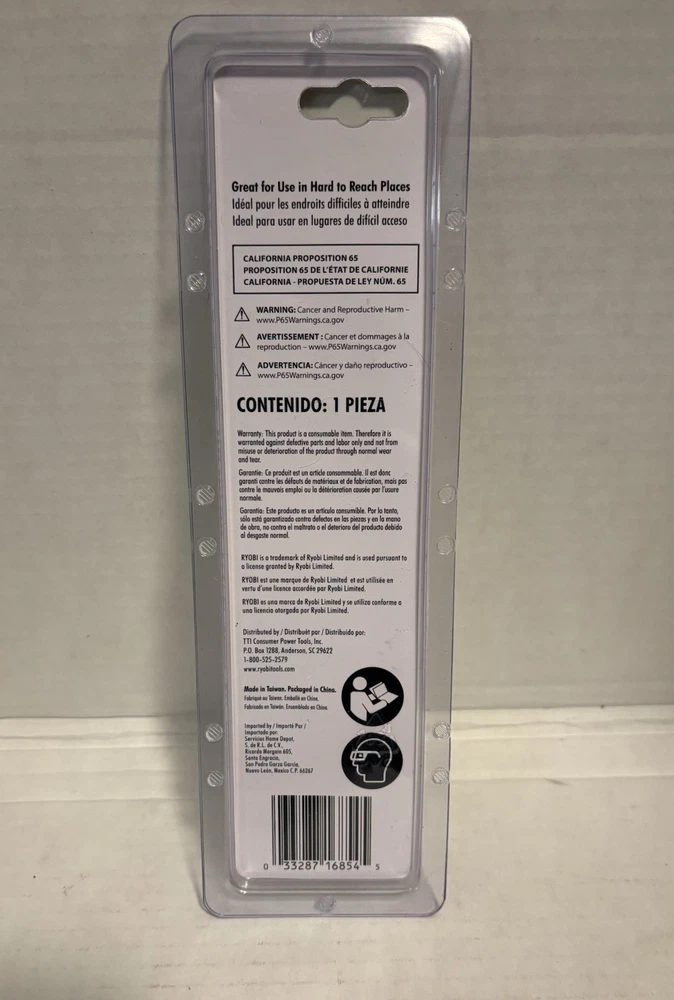 Great for Use in Hard to Reach Places
Idéal pour les endroits difficiles à atteindre
Ideal para usar en lugares de difícil acceso
CALIFORNIA PROPOSITION 65
PROPOSITION 65 DE L'ÉTAT DE CALIFORNIE
CALIFORNIA - PROPUESTA DE LEY NÚM. 65
WARNING: Cancer and Reproductive Harm –
www.P65Warnings.ca.gov
AVERTISSEMENT : Cancer et dommages à la
reproduction – www.P65Warnings.ca.gov
ADVERTENCIA: Cáncer y daño reproductivo –
www.P65Warnings.ca.gov
CONTENIDO: 1 PIEZA
Warranty: This product is a consumable item. Therefore it is
warranted against defective parts and labor only and not from
misuse or deterioration of the product through normal wear
and tear.
Garantie: Ce produit est un article consommable. Il est donc
garanti contre les défauts de matériaux et de fabrication, mais pas
contre le mauvais emploi ou la détérioration causée par l'usure
normale.
Garantía: Este producto es un artículo consumible. Por lo tanto,
sólo está garantizado contra defectos en las piezas y en la mano
de obra, no contra el maltrato o el deterioro del producto debido
al desgaste normal.
RYOBI is a trademark of Ryobi Limited and is used pursuant to
a license granted by Ryobi Limited.
RYOBI est une marque de Ryobi Limited et est utilisée en
vertu d'une licence accordée par Ryobi Limited.
RYOBI es una marca de Ryobi Limited y se utiliza conforme a
una licencia otorgada por Ryobi Limited.
Distributed by / Distribuét par / Distribuido por:
TTI Consumer Power Tools, Inc.
P.O. Box 1288, Anderson, SC 29622
1-800-525-2579
www.ryobitools.com
Made in Taiwan. Packaged in China.
Fabriqué au Taiwan. Emballé en Chine.
Fabricado en Taiwán. Ensamblado en China.
Imported by / Importé Par /
Importado por:
Servicios Home Depot,
S. de R.L. de C.V.,
Ricardo Margain 605,
Santa Engracia,
San Pedro Garza García,
Nuevo León, Mexico C.P. 66267
0 33287 16854 5